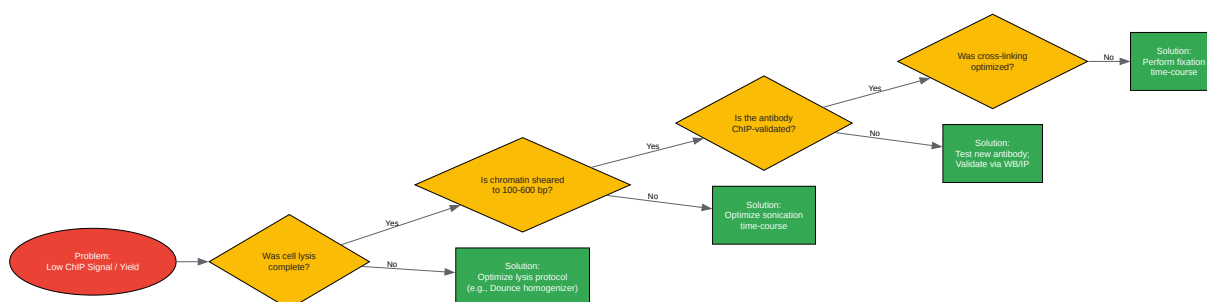 Problem:
Low ChIP Signal / Yield
Was cell lysis
complete?
No
Solution:
Optimize lysis protocol
(e.g., Dounce homogenizer)
Yes
Is chromatin sheared
to 100-600 bp?
No
Solution:
Optimize sonication
time-course
Yes
Is the antibody
ChIP-validated?
No
Solution:
Test new antibody;
Validate via WB/IP
Yes
Was cross-linking
optimized?
No
Solution:
Perform fixation
time-course